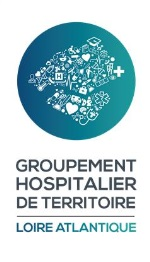 H
GROUPEMENT
HOSPITALIER
DE TERRITOIRE
LOIRE ATLANTIQUE